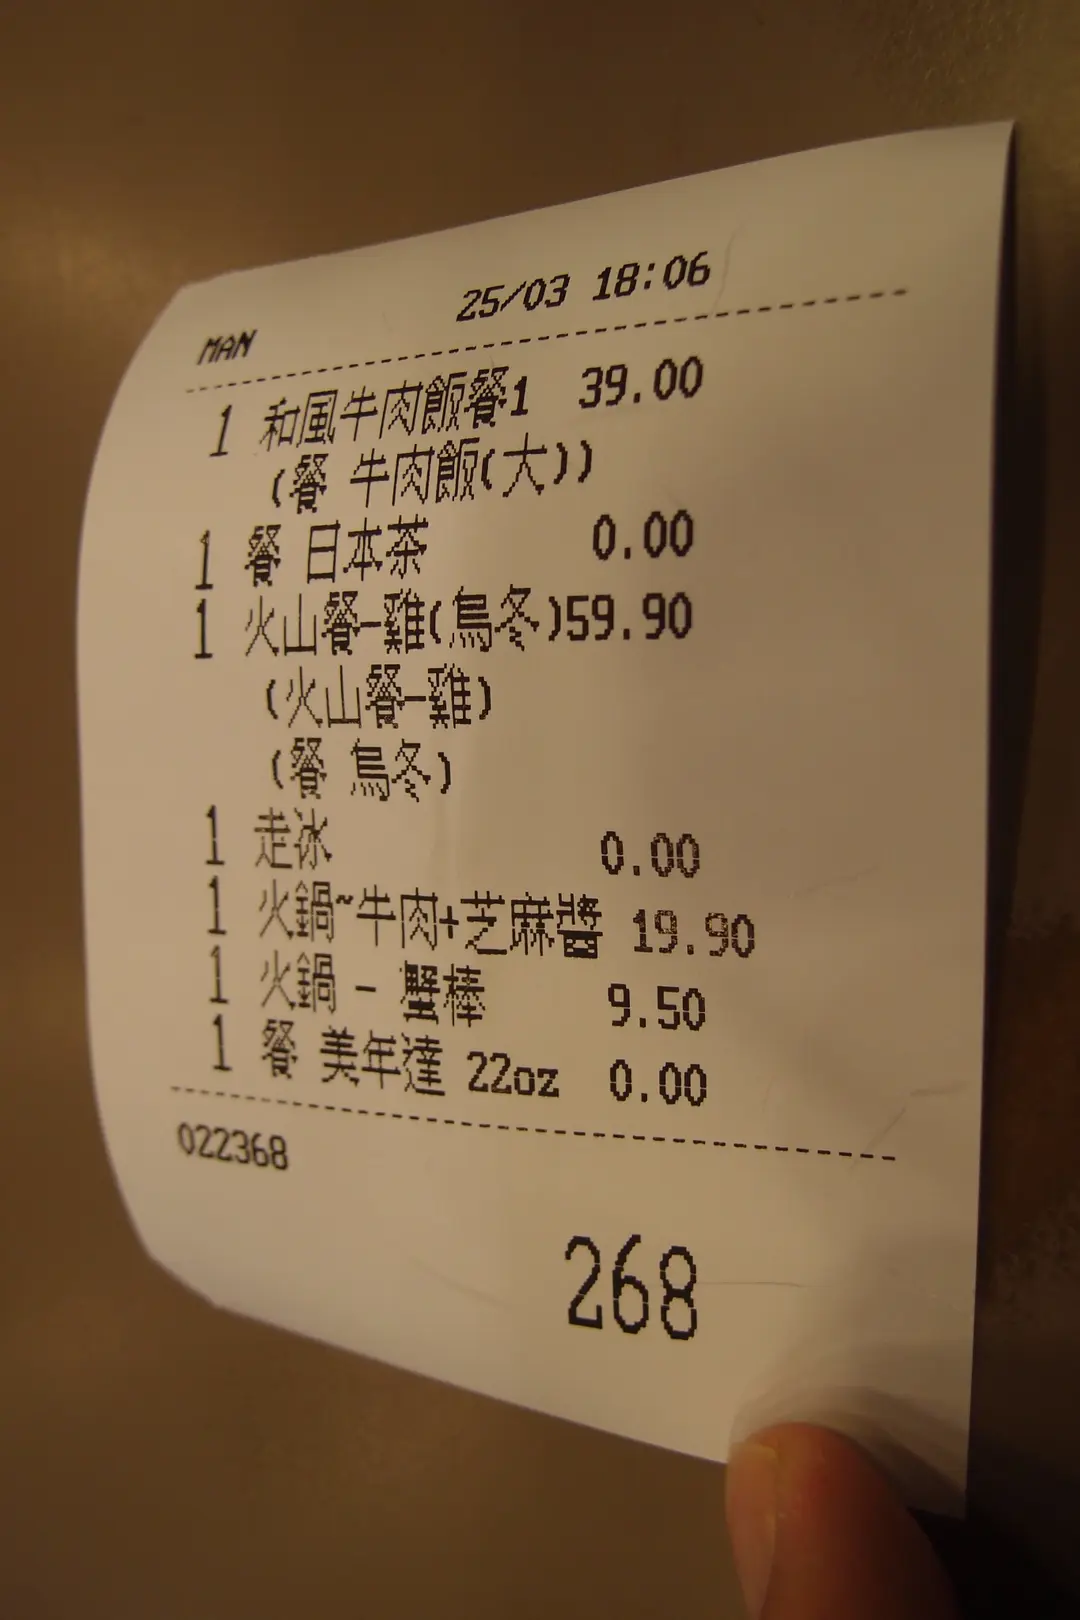 25/03 18:06
MAN
1 和風牛肉飯餐1 39.00
(餐 牛肉飯(大))
1 餐 日本茶 0.00
1 火山餐-雞(烏冬)59.90
(火山餐-雞)
(餐 烏冬)
1 走冰 0.00
1 火鍋~牛肉+芝麻醬 19.90
1 火鍋 - 蟹棒 9.50
1 餐 美年達 22oz 0.00
022368
268